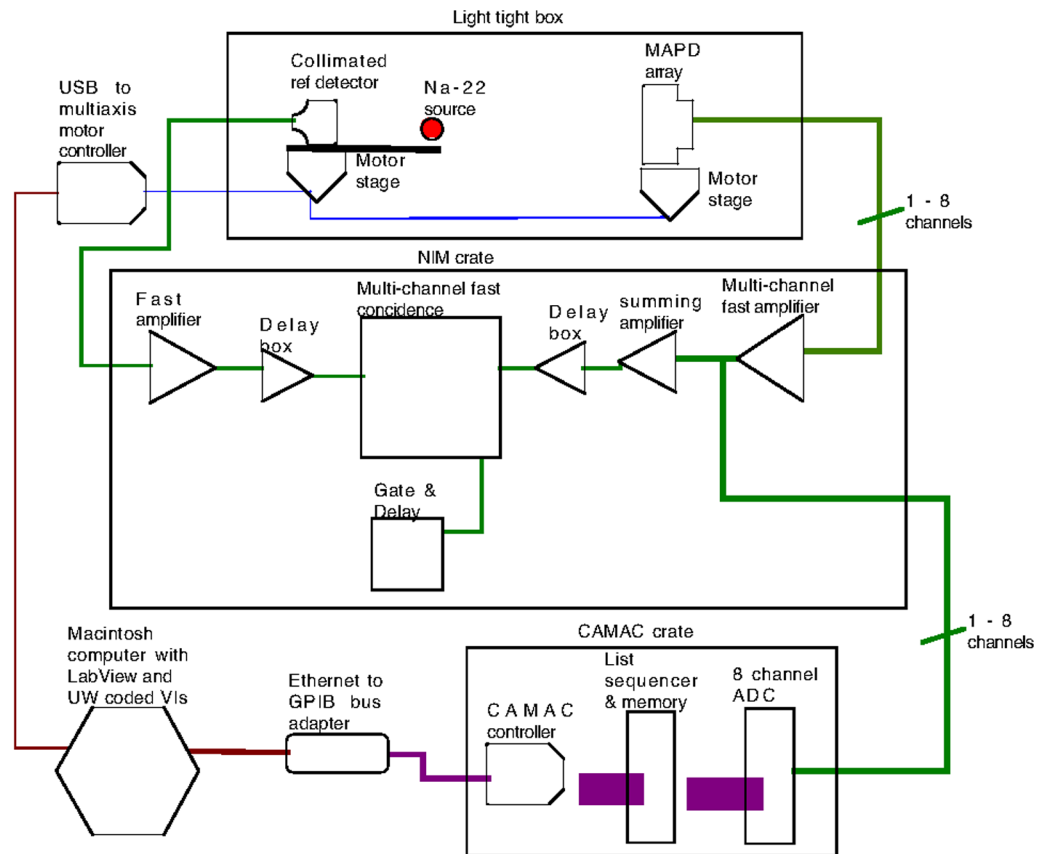 Light tight box
Collimated
ref detector
Na-22
source
MAPD
array
USB to
multiaxis
motor
controller
Motor
stage
Motor
stage
1 - 8
channels
NIM crate
Fast
amplifier
Delay
box
Multi-channel fast
concidence
Delay
box
summing
amplifier
Multi-channel
fast amplifier
Gate &
Delay
1 - 8
channels
Macintosh
computer with
LabView and
UW coded VIs
Ethernet to
GPIB bus
adapter
CAMAC crate
CAMAC
controller
List
sequencer
& memory
8 channel
ADC